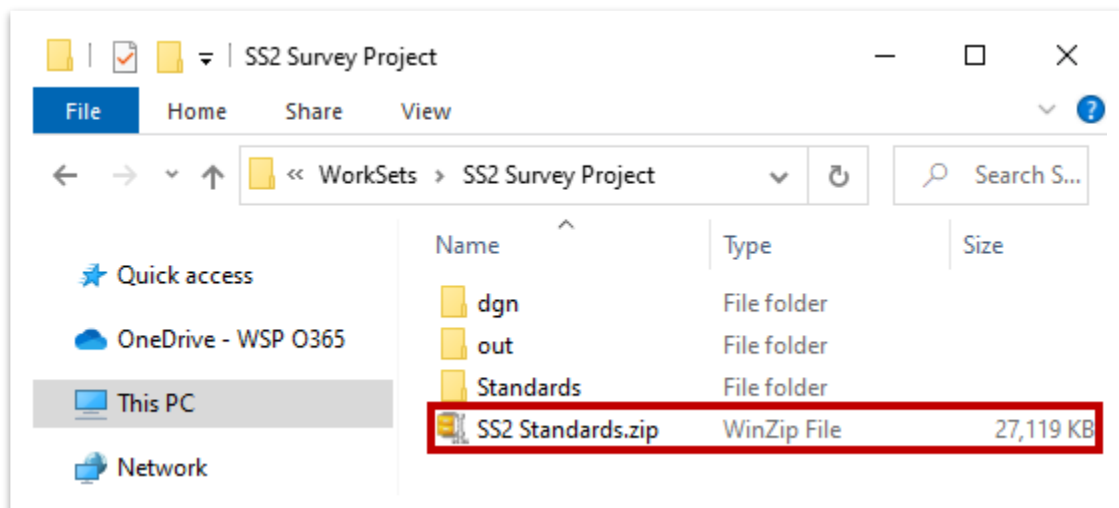 SS2 Survey Project
File Home Share View
« WorkSets › SS2 Survey Project Search S...
Name Type Size
Quick access
dgn File folder
OneDrive - WSP O365
out File folder
Standards File folder
This PC
SS2 Standards.zip WinZip File 27,119 KB
Network